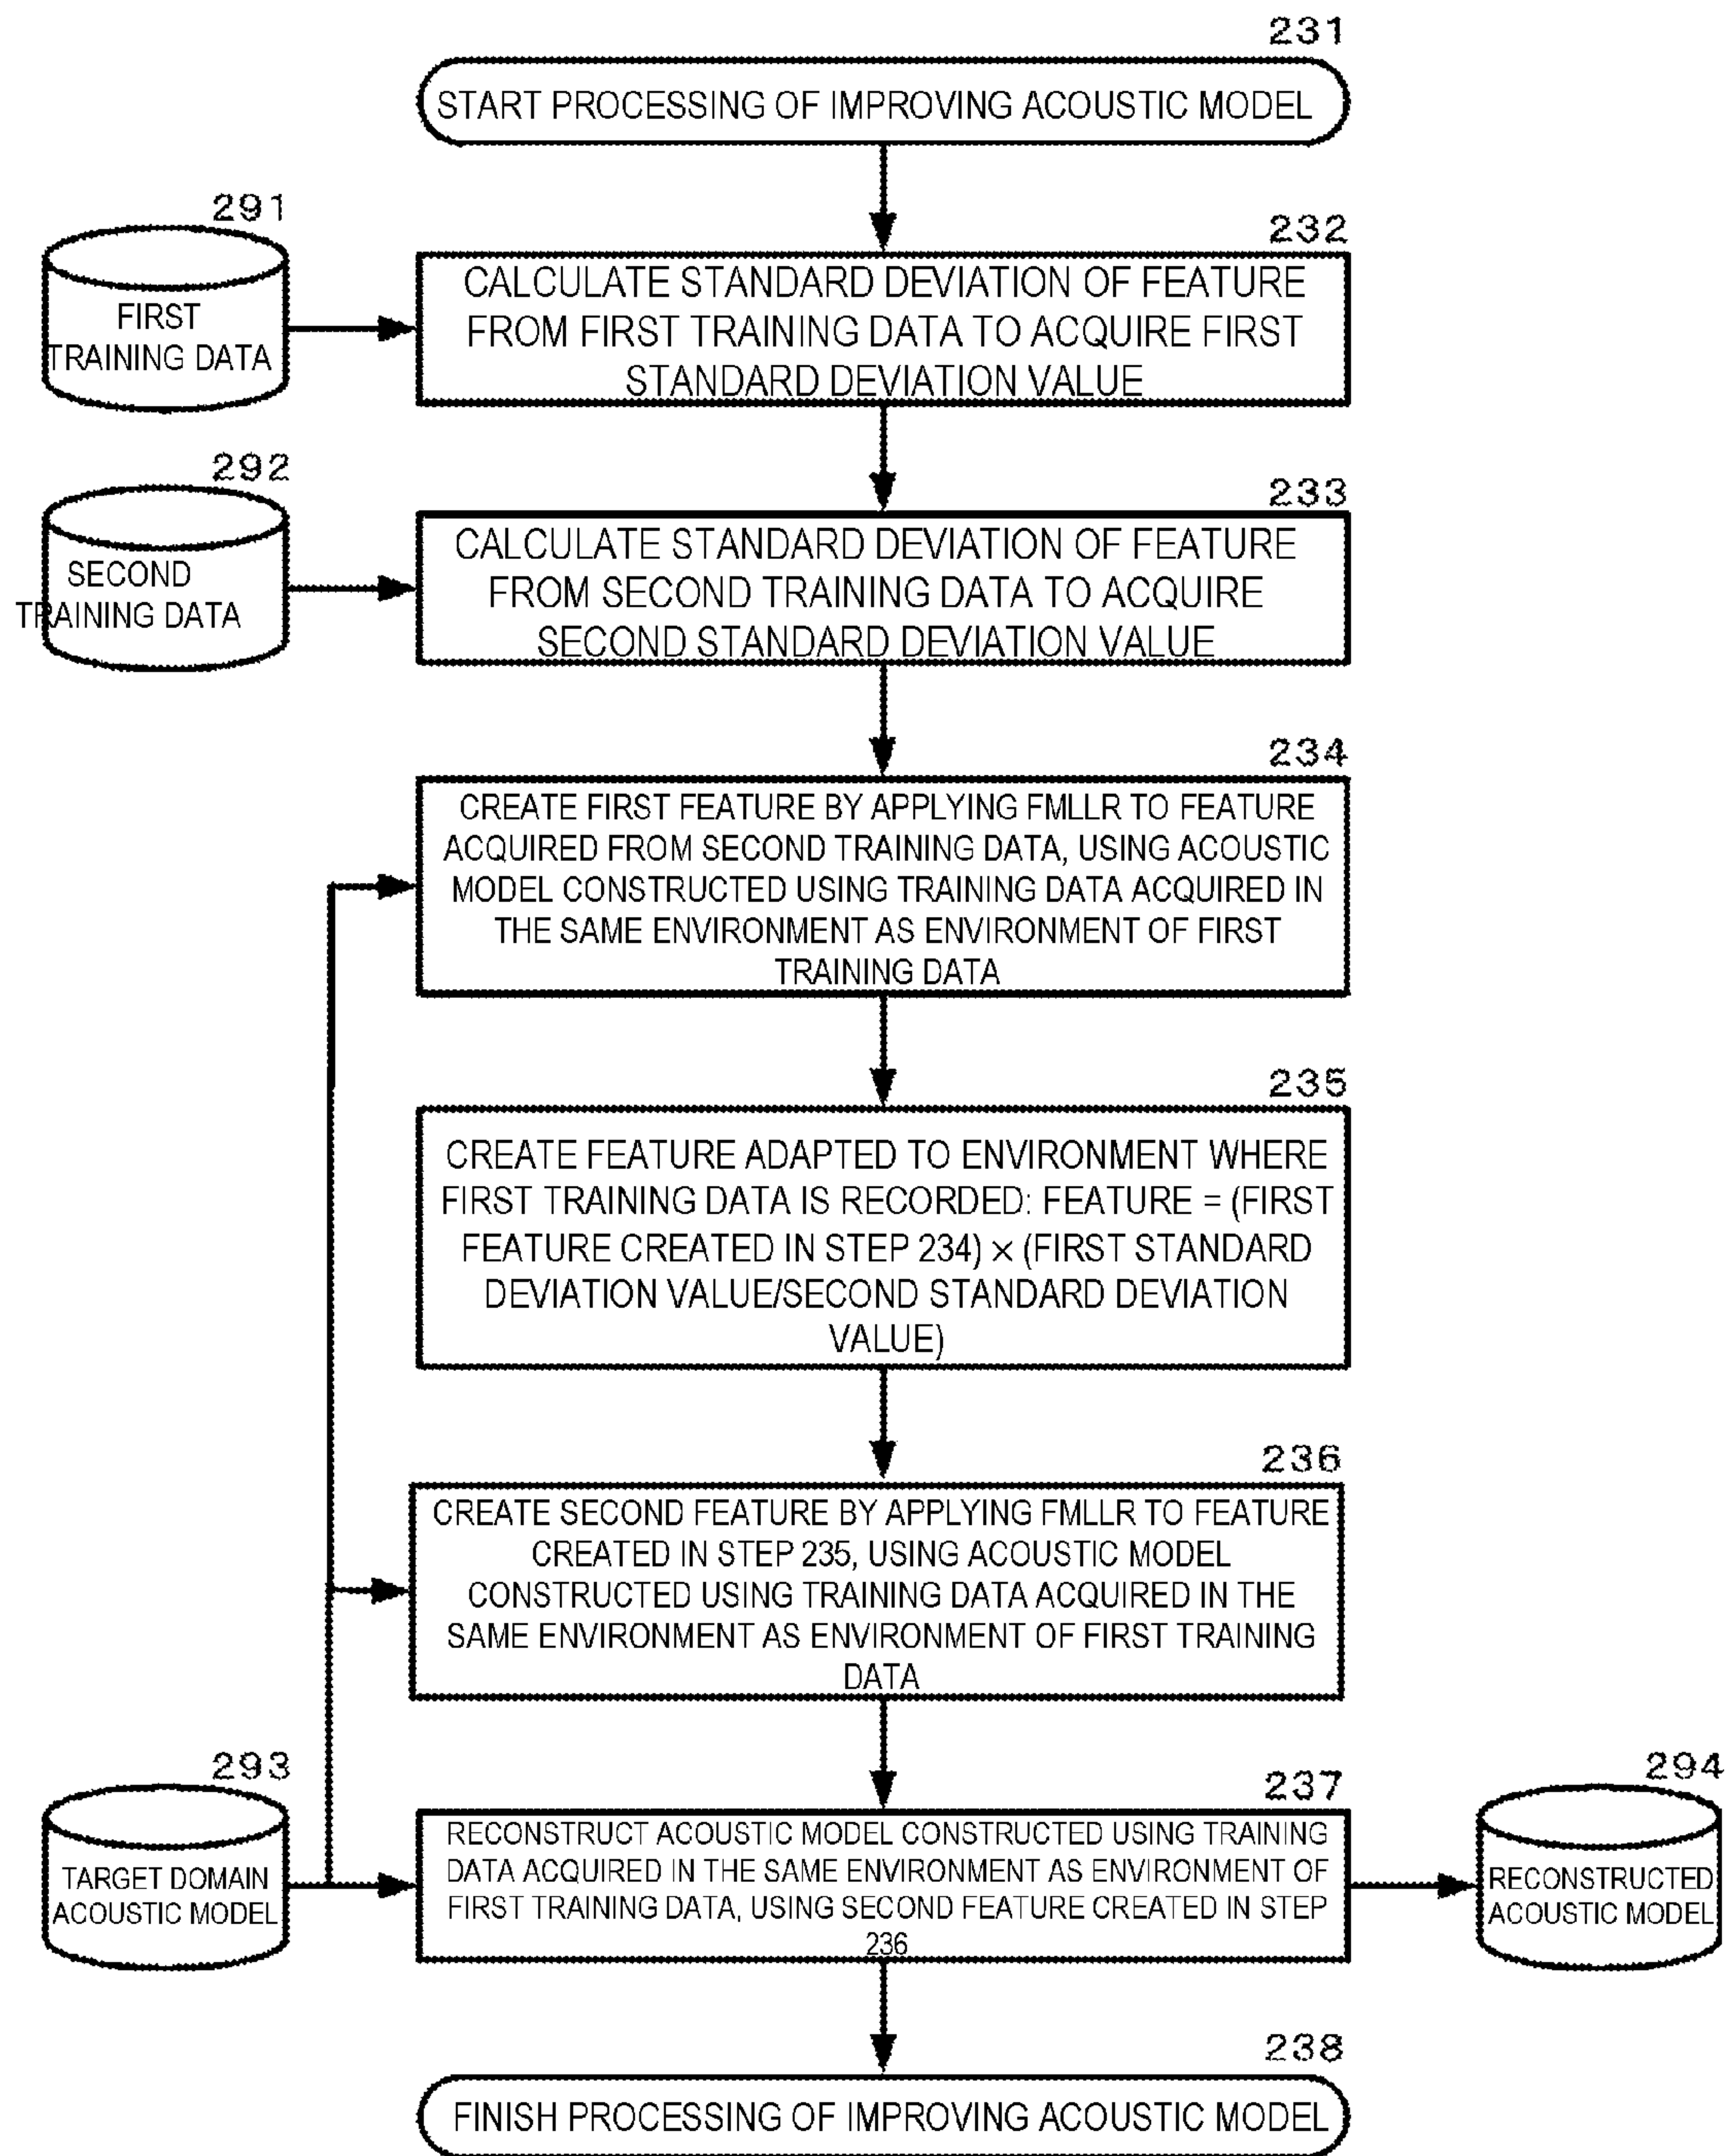 231
START PROCESSING OF IMPROVING ACOUSTIC MODEL
291
FIRST
TRAINING DATA
232
CALCULATE STANDARD DEVIATION OF FEATURE
FROM FIRST TRAINING DATA TO ACQUIRE FIRST
STANDARD DEVIATION VALUE
292
SECOND
TRAINING DATA
233
CALCULATE STANDARD DEVIATION OF FEATURE
FROM SECOND TRAINING DATA TO ACQUIRE
SECOND STANDARD DEVIATION VALUE
234
CREATE FIRST FEATURE BY APPLYING FMLLR TO FEATURE
ACQUIRED FROM SECOND TRAINING DATA, USING ACOUSTIC
MODEL CONSTRUCTED USING TRAINING DATA ACQUIRED IN
THE SAME ENVIRONMENT AS ENVIRONMENT OF FIRST
TRAINING DATA
235
CREATE FEATURE ADAPTED TO ENVIRONMENT WHERE
FIRST TRAINING DATA IS RECORDED: FEATURE = (FIRST
FEATURE CREATED IN STEP 234) × (FIRST STANDARD
DEVIATION VALUE/SECOND STANDARD DEVIATION
VALUE)
236
CREATE SECOND FEATURE BY APPLYING FMLLR TO FEATURE
CREATED IN STEP 235, USING ACOUSTIC MODEL
CONSTRUCTED USING TRAINING DATA ACQUIRED IN THE
SAME ENVIRONMENT AS ENVIRONMENT OF FIRST TRAINING
DATA
293
TARGET DOMAIN
ACOUSTIC MODEL
237
RECONSTRUCT ACOUSTIC MODEL CONSTRUCTED USING TRAINING
DATA ACQUIRED IN THE SAME ENVIRONMENT AS ENVIRONMENT OF
FIRST TRAINING DATA, USING SECOND FEATURE CREATED IN STEP
236
294
RECONSTRUCTED
ACOUSTIC MODEL
238
FINISH PROCESSING OF IMPROVING ACOUSTIC MODEL